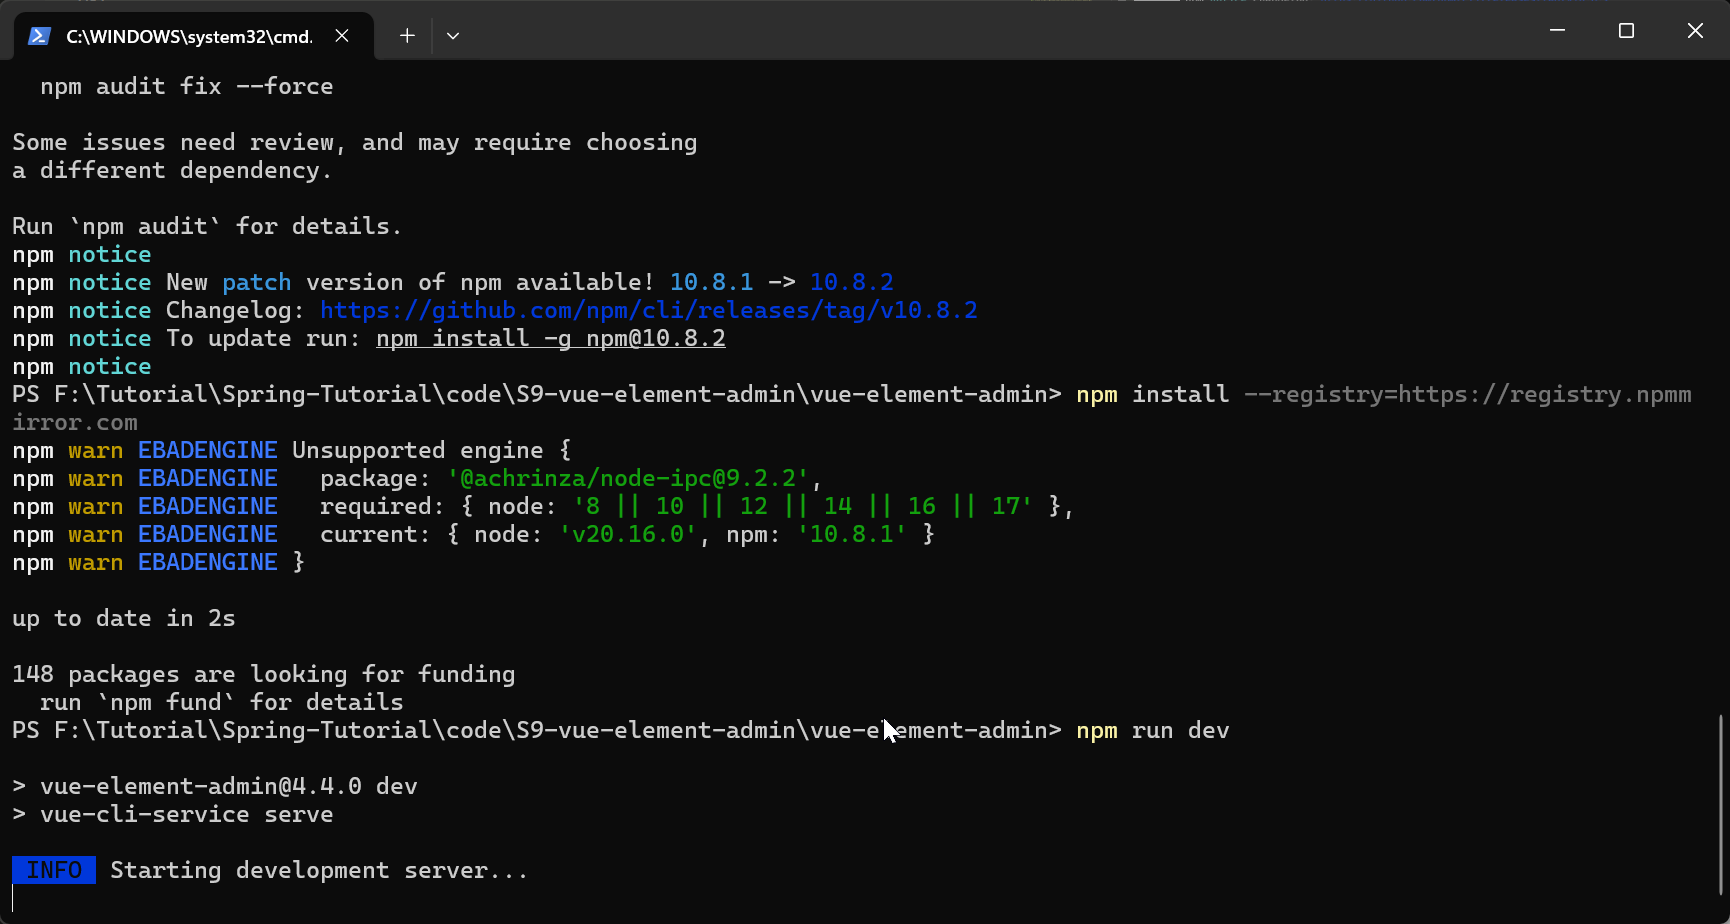 C:\WINDOWS\system32\cmd.
npm audit fix --force
Some issues need review, and may require choosing
a different dependency.
Run `npm audit` for details.
npm notice
npm notice New patch version of npm available! 10.8.1 -> 10.8.2
npm notice Changelog: https://github.com/npm/cli/releases/tag/v10.8.2
npm notice To update run: npm install -g npm@10.8.2
npm notice
PS F:\Tutorial\Spring-Tutorial\code\S9-vue-element-admin\vue-element-admin> npm install --registry=https://registry.npmm
irror.com
npm warn EBADENGINE Unsupported engine {
npm warn EBADENGINE   package: '@achrinza/node-ipc@9.2.2',
npm warn EBADENGINE   required: { node: '8 || 10 || 12 || 14 || 16 || 17' },
npm warn EBADENGINE   current: { node: 'v20.16.0', npm: '10.8.1' }
npm warn EBADENGINE }
up to date in 2s
148 packages are looking for funding
run `npm fund` for details
PS F:\Tutorial\Spring-Tutorial\code\S9-vue-element-admin\vue-element-admin> npm run dev
> vue-element-admin@4.4.0 dev
> vue-cli-service serve
INFO Starting development server...